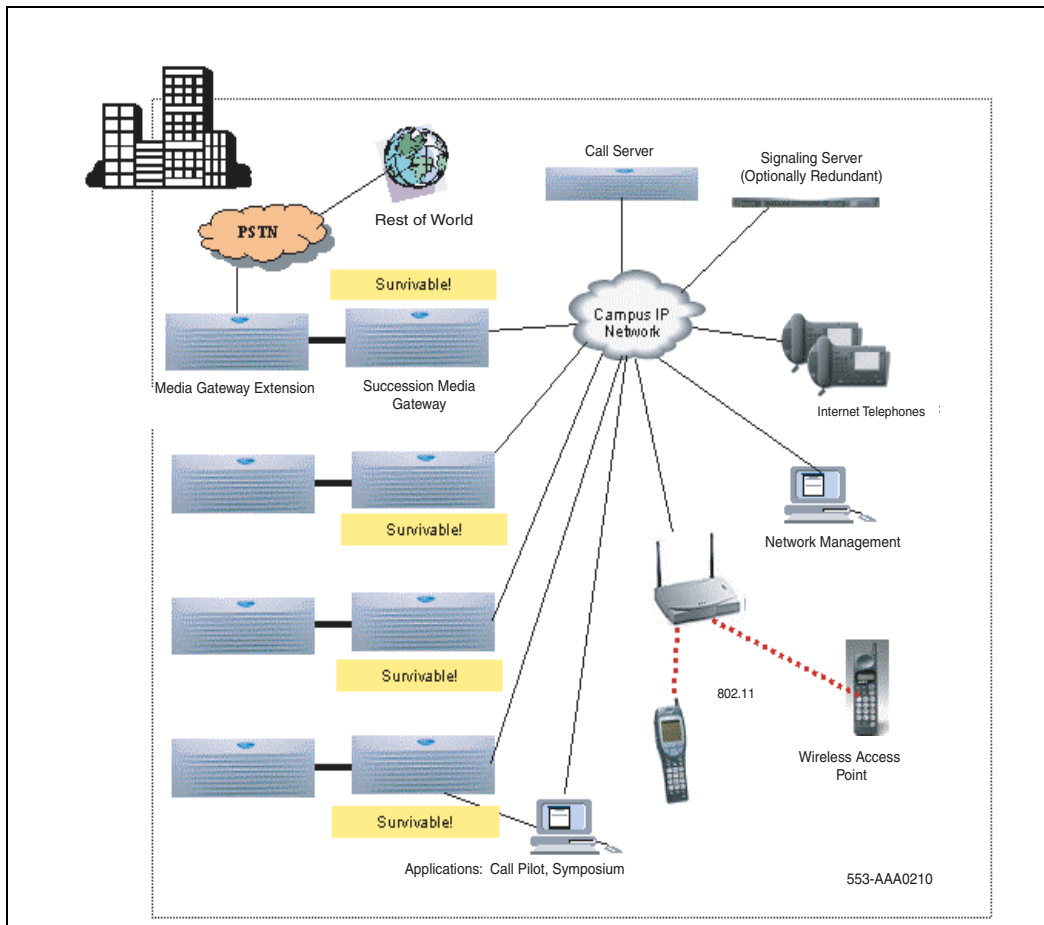 Call Server
Signaling Server
(Optionally Redundant)
Rest of World
PSTN
Survivable!
Campus IP
Network
Media Gateway Extension
Succession Media
Gateway
Internet Telephones
Survivable!
Network Management
Survivable!
802.11
Wireless Access
Point
Survivable!
Applications: Call Pilot, Symposium
553-AAA0210